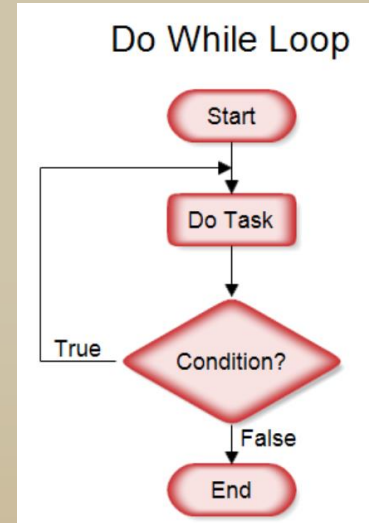 Do While Loop
Start
Do Task
Condition?
True
False
End